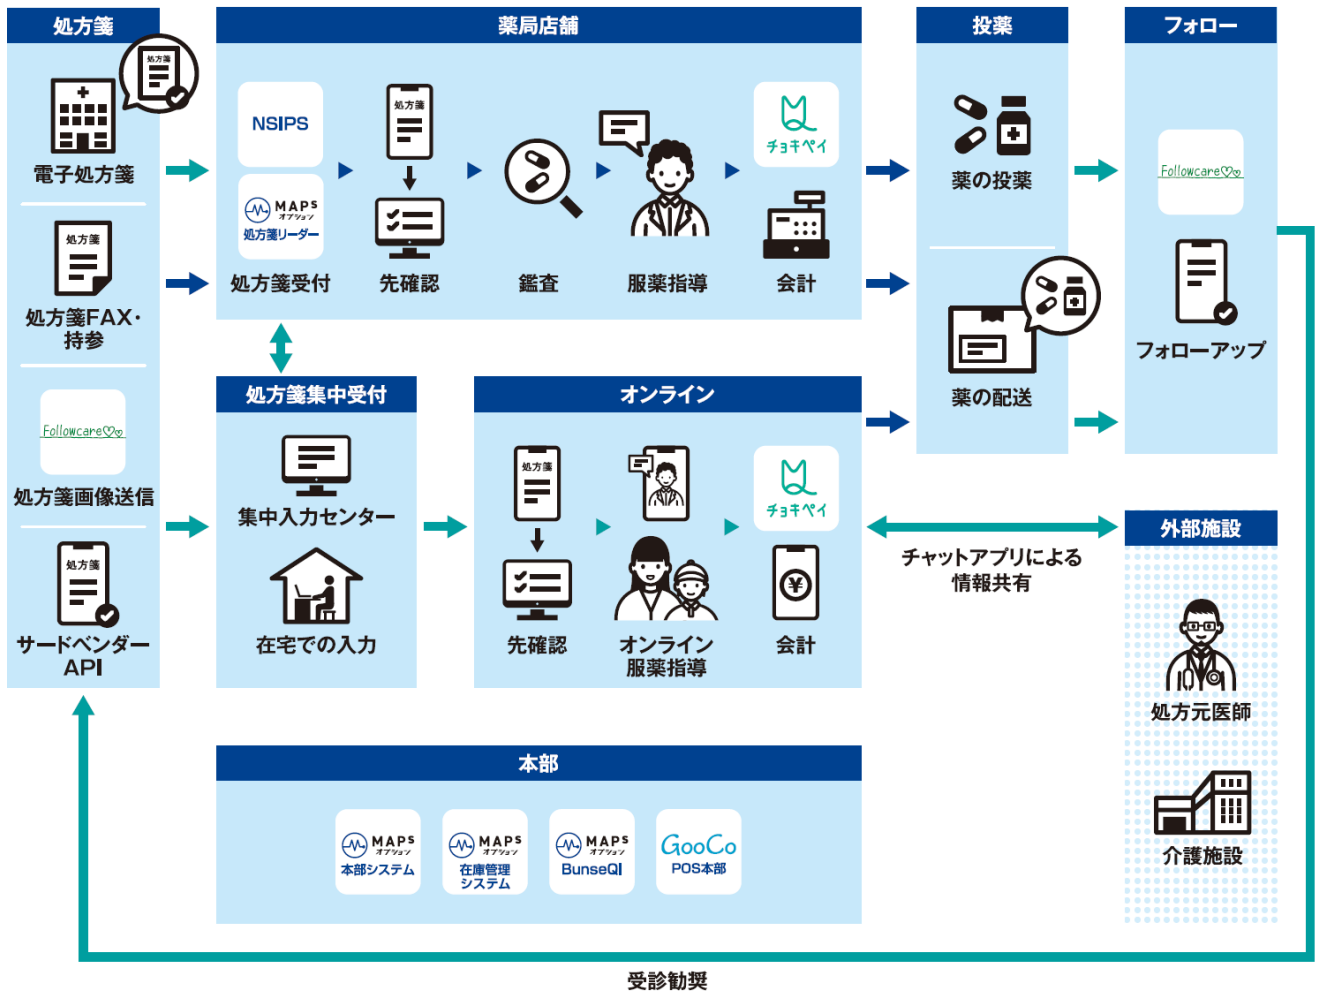 処方箋
処方箋
電子処方箋
処方箋
処方箋FAX・
持参
Followcare
処方箋画像送信
処方箋
サードベンダー
API
薬局店舗
NSIPS
MAPS
オプション
処方箋リーダー
処方箋受付
処方箋
先確認
鑑査
服薬指導
チョキペイ
会計
処方箋集中受付
集中入力センター
在宅での入力
オンライン
処方箋
先確認
オンライン
服薬指導
チョキペイ
会計
投薬
薬の投薬
薬の配送
フォロー
Followcare
フォローアップ
チャットアプリによる
情報共有
外部施設
処方元医師
介護施設
本部
MAPS
オプション
本部システム
MAPS
オプション
在庫管理
システム
MAPS
オプション
BunseQI
GooCo
POS本部
受診勧奨